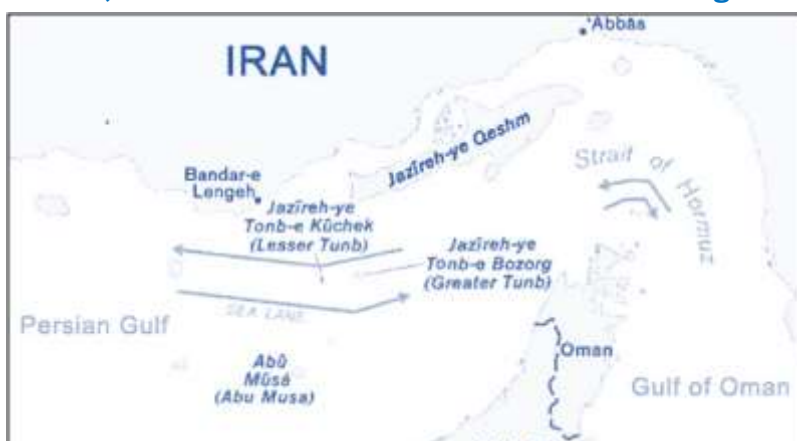 'Abbās
IRAN
Jazīreh-ye Qeshm
Strait of Hormuz
Bandar-e
Lengeh
Jazīreh-ye
Tonb-e Kūchek
(Lesser Tunb)
Jazīreh-ye
Tonb-e Bozorg
(Greater Tunb)
SEA LANE
Persian Gulf
Abū
Mūsá
(Abu Musa)
Oman
Gulf of Oman